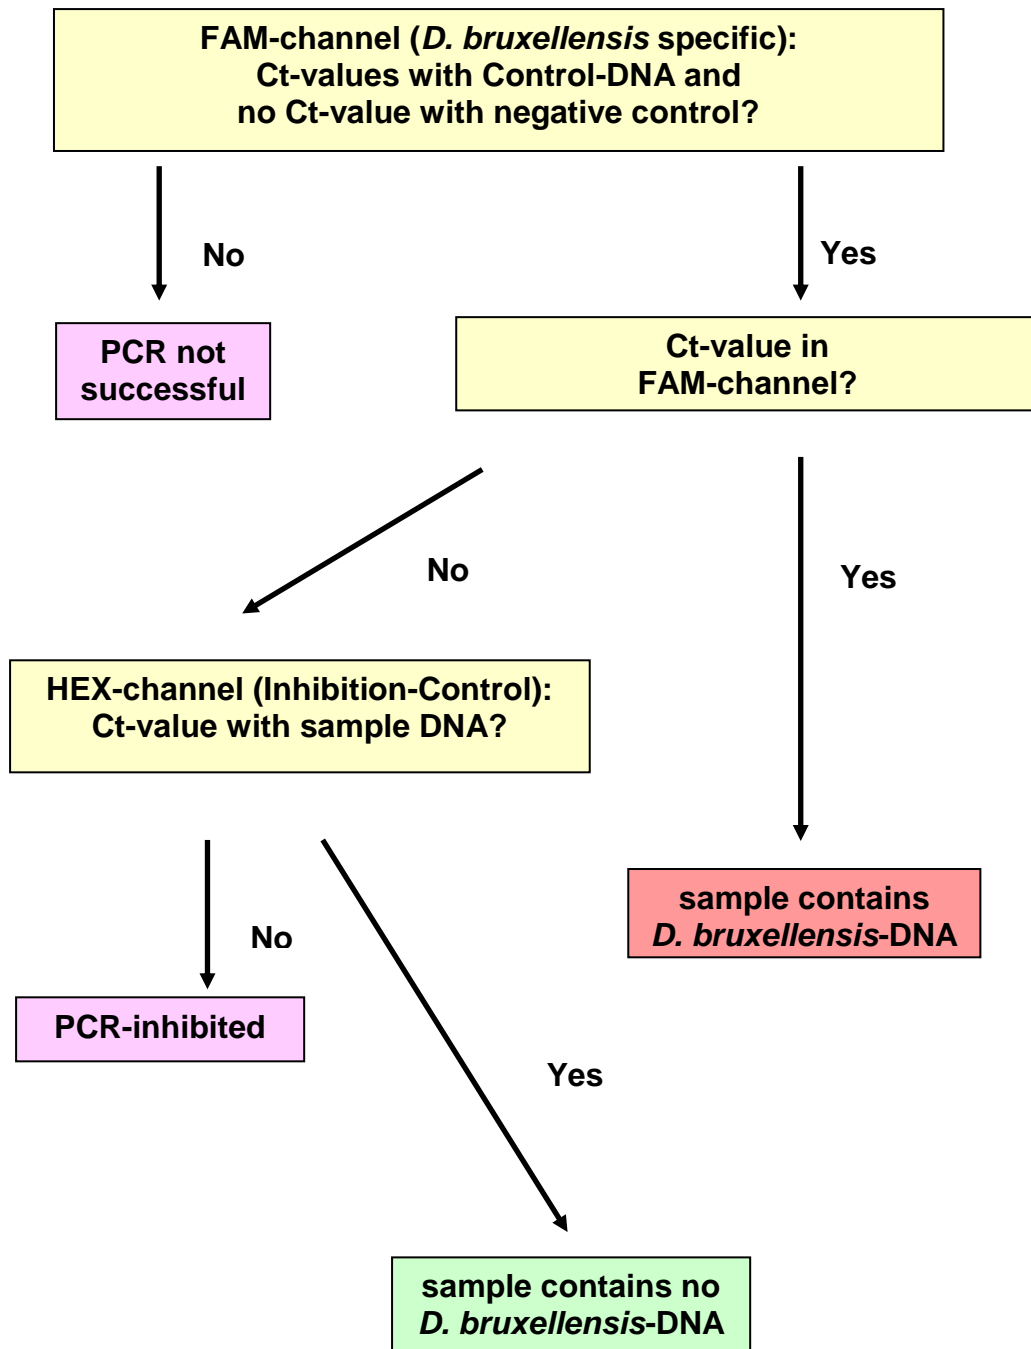 FAM-channel (D. bruxellensis specific):
Ct-values with Control-DNA and
no Ct-value with negative control?
No
Yes
PCR not
successful
Ct-value in
FAM-channel?
No
Yes
HEX-channel (Inhibition-Control):
Ct-value with sample DNA?
sample contains
D. bruxellensis-DNA
No
PCR-inhibited
Yes
sample contains no
D. bruxellensis-DNA